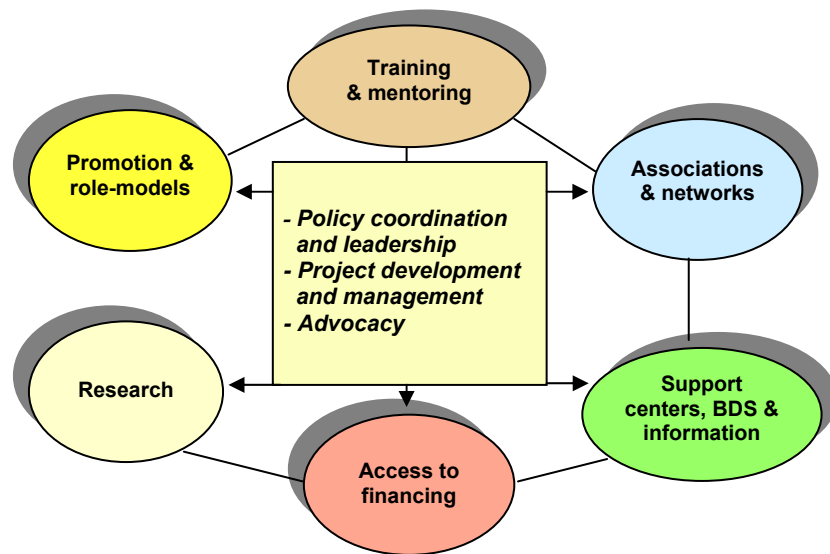 Training
& mentoring
Promotion &
role-models
Associations
& networks
- Policy coordination
and leadership
- Project development
and management
- Advocacy
Research
Support
centers, BDS &
information
Access to
financing